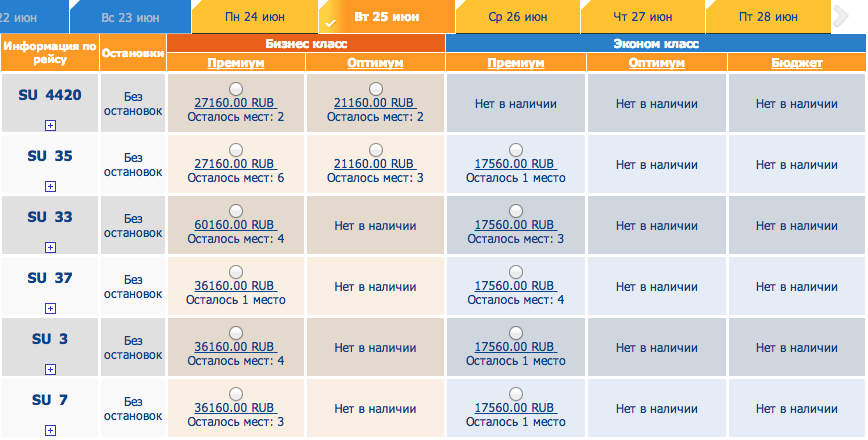 22 июн Вс 23 июн Пн 24 июн Вт 25 июн Ср 26 июн Чт 27 июн Пт 28 июн
Информация по рейсу Остановки Бизнес класс Эконом класс
Премиум Оптимум Премиум Оптимум Бюджет
SU 4420 Без остановок 27160.00 RUB Осталось мест: 2 21160.00 RUB Осталось мест: 2 Нет в наличии Нет в наличии Нет в наличии
SU 35 Без остановок 27160.00 RUB Осталось мест: 6 21160.00 RUB Осталось мест: 3 17560.00 RUB Осталось 1 место Нет в наличии Нет в наличии
SU 33 Без остановок 60160.00 RUB Осталось мест: 4 Нет в наличии 17560.00 RUB Осталось мест: 3 Нет в наличии Нет в наличии
SU 37 Без остановок 36160.00 RUB Осталось 1 место Нет в наличии 17560.00 RUB Осталось мест: 4 Нет в наличии Нет в наличии
SU 3 Без остановок 36160.00 RUB Осталось мест: 4 Нет в наличии 17560.00 RUB Осталось 1 место Нет в наличии Нет в наличии
SU 7 Без остановок 36160.00 RUB Осталось мест: 3 Нет в наличии 17560.00 RUB Осталось 1 место Нет в наличии Нет в наличии